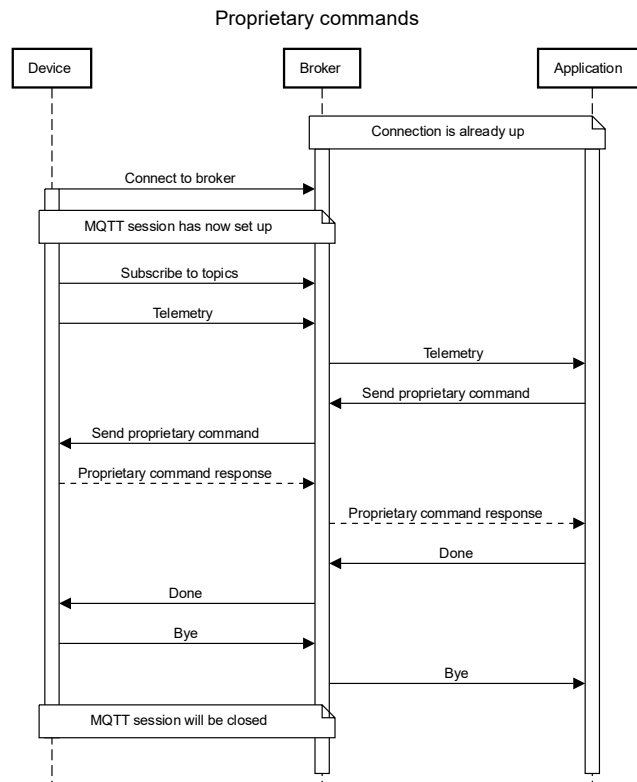 Proprietary commands
Device
Broker
Application
Connection is already up
Connect to broker
MQTT session has now set up
Subscribe to topics
Telemetry
Telemetry
Send proprietary command
Send proprietary command
Proprietary command response
Proprietary command response
Done
Done
Bye
Bye
MQTT session will be closed